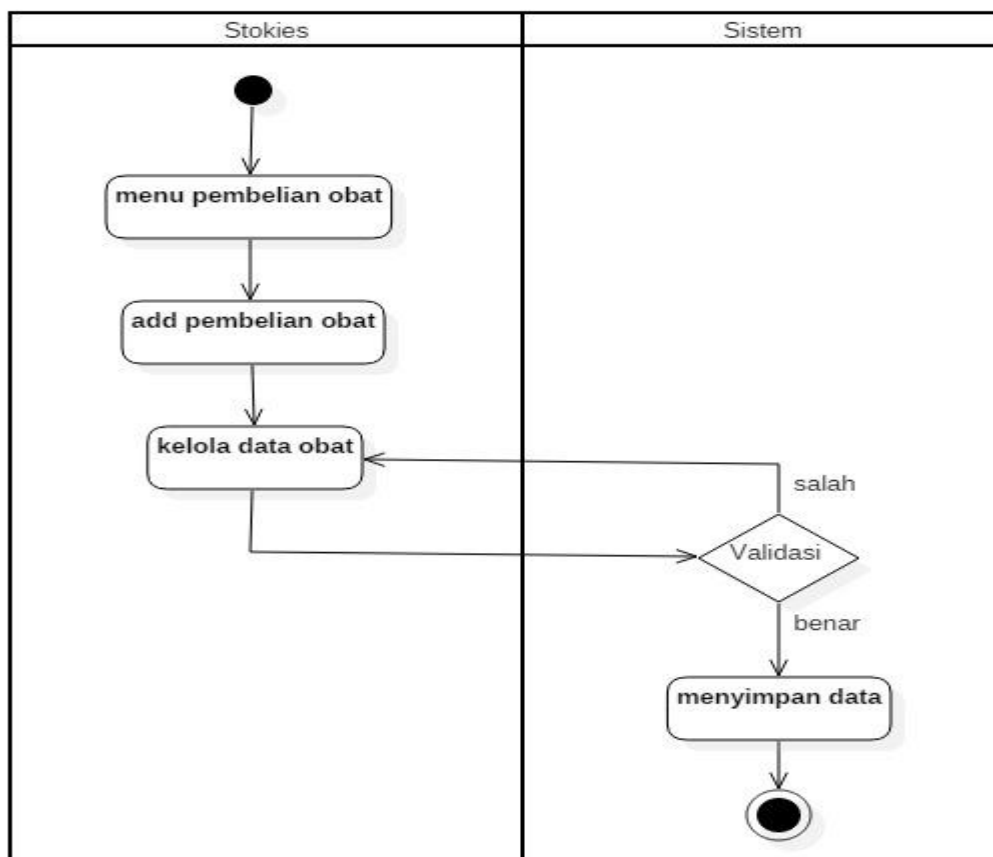 Stokies
Sistem
menu pembelian obat
add pembelian obat
kelola data obat
salah
Validasi
benar
menyimpan data